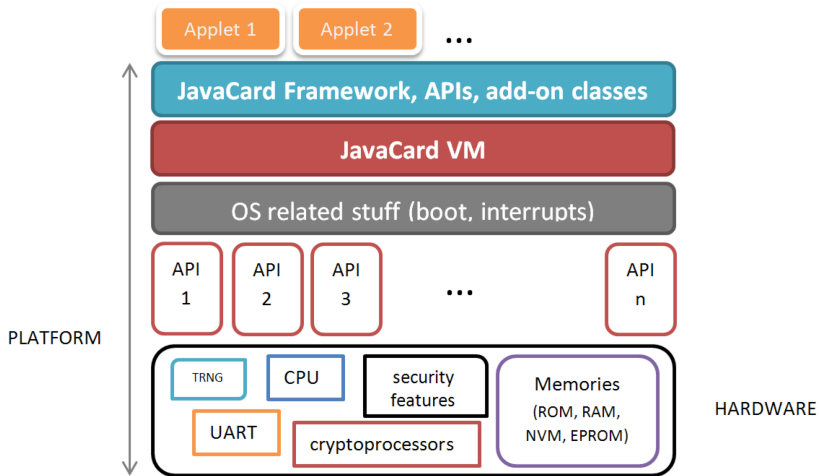 Applet 1
Applet 2
...
JavaCard Framework, APIs, add-on classes
JavaCard VM
OS related stuff (boot, interrupts)
API
1
API
2
API
3
...
API
n
PLATFORM
TRNG
CPU
security
features
Memories
(ROM, RAM,
NVM, EPROM)
UART
cryptoprocessors
HARDWARE